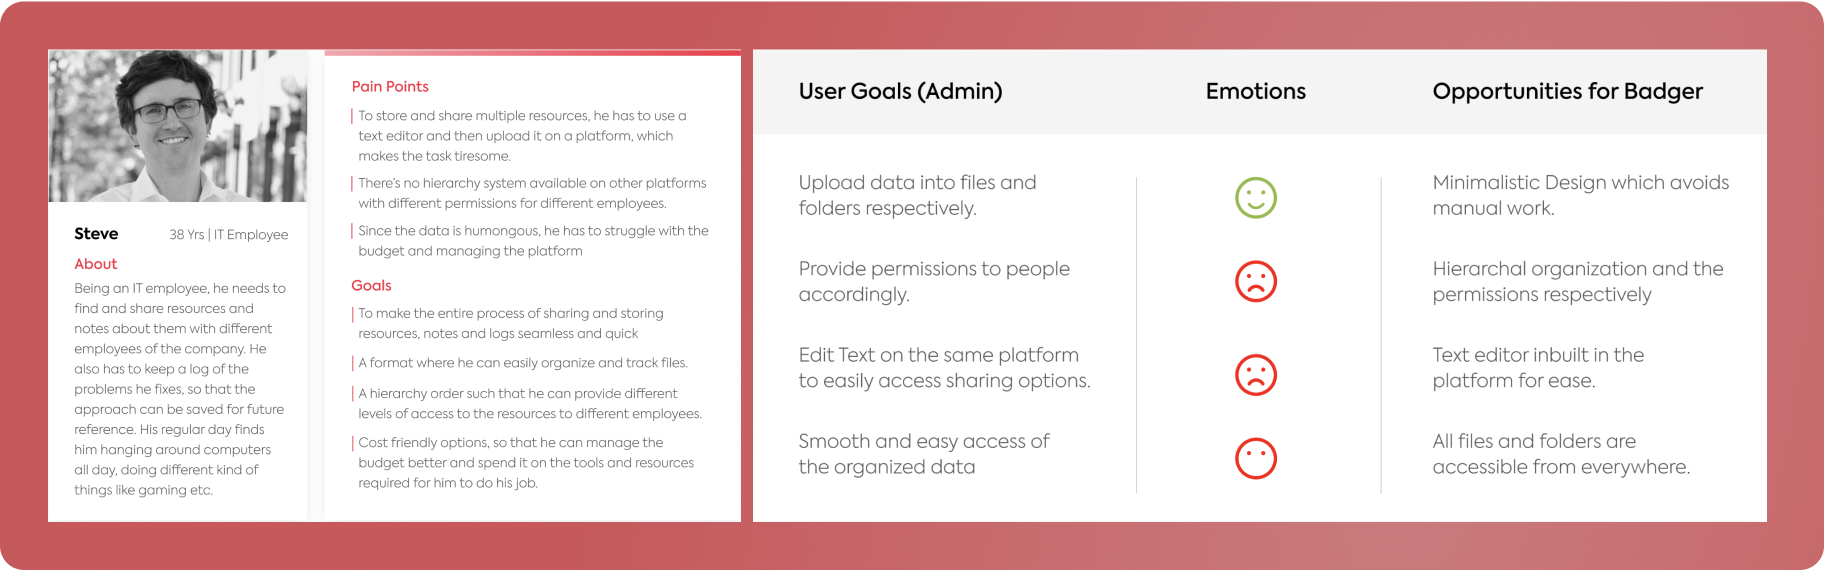 Steve
38 Yrs | IT Employee
About
Being an IT employee, he needs to
find and share resources and
notes about them with different
employees of the company. He
also has to keep a log of the
problems he fixes, so that the
approach can be saved for future
reference. His regular day finds
him hanging around computers
all day, doing different kind of
things like gaming etc.
Pain Points
To store and share multiple resources, he has to use a
text editor and then upload it on a platform, which
makes the task tiresome.
There's no hierarchy system available on other platforms
with different permissions for different employees.
Since the data is humongous, he has to struggle with the
budget and managing the platform
Goals
To make the entire process of sharing and storing
resources, notes and logs seamless and quick
A format where he can easily organize and track files.
A hierarchy order such that he can provide different
levels of access to the resources to different employees.
Cost friendly options, so that he can manage the
budget better and spend it on the tools and resources
required for him to do his job.
User Goals (Admin)
Emotions
Opportunities for Badger
Upload data into files and
folders respectively.
Minimalistic Design which avoids
manual work.
Provide permissions to people
accordingly.
Hierarchal organization and the
permissions respectively
Edit Text on the same platform
to easily access sharing options.
Text editor inbuilt in the
platform for ease.
Smooth and easy access of
the organized data
All files and folders are
accessible from everywhere.